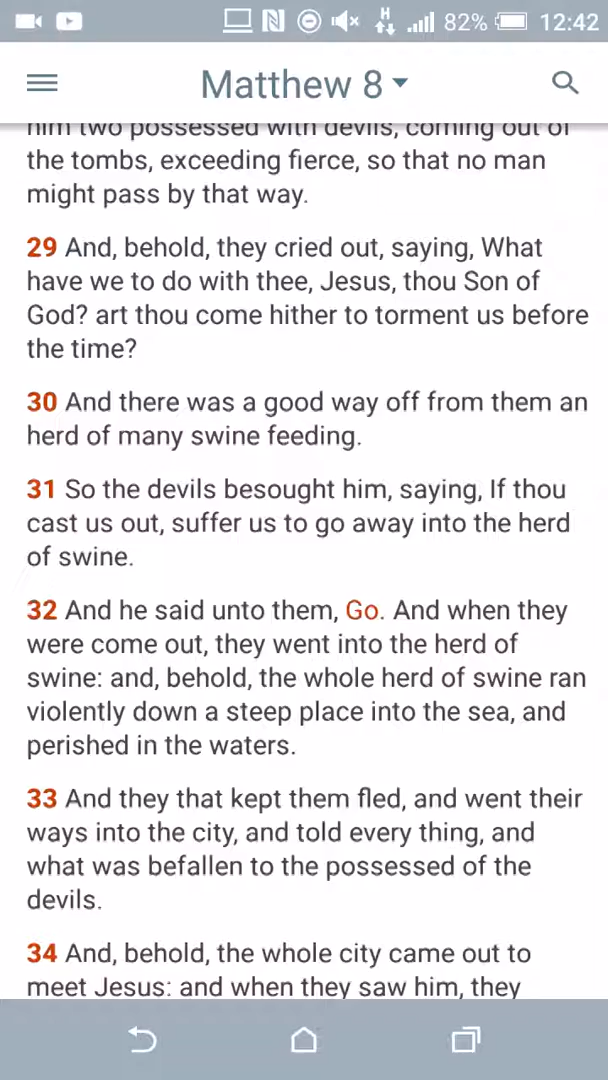 H 82% 12:42
Matthew 8
him two possessed with devils, coming out of
the tombs, exceeding fierce, so that no man
might pass by that way.
29 And, behold, they cried out, saying, What
have we to do with thee, Jesus, thou Son of
God? art thou come hither to torment us before
the time?
30 And there was a good way off from them an
herd of many swine feeding.
31 So the devils besought him, saying, If thou
cast us out, suffer us to go away into the herd
of swine.
32 And he said unto them, Go. And when they
were come out, they went into the herd of
swine: and, behold, the whole herd of swine ran
violently down a steep place into the sea, and
perished in the waters.
33 And they that kept them fled, and went their
ways into the city, and told every thing, and
what was befallen to the possessed of the
devils.
34 And, behold, the whole city came out to
meet Jesus: and when they saw him, they